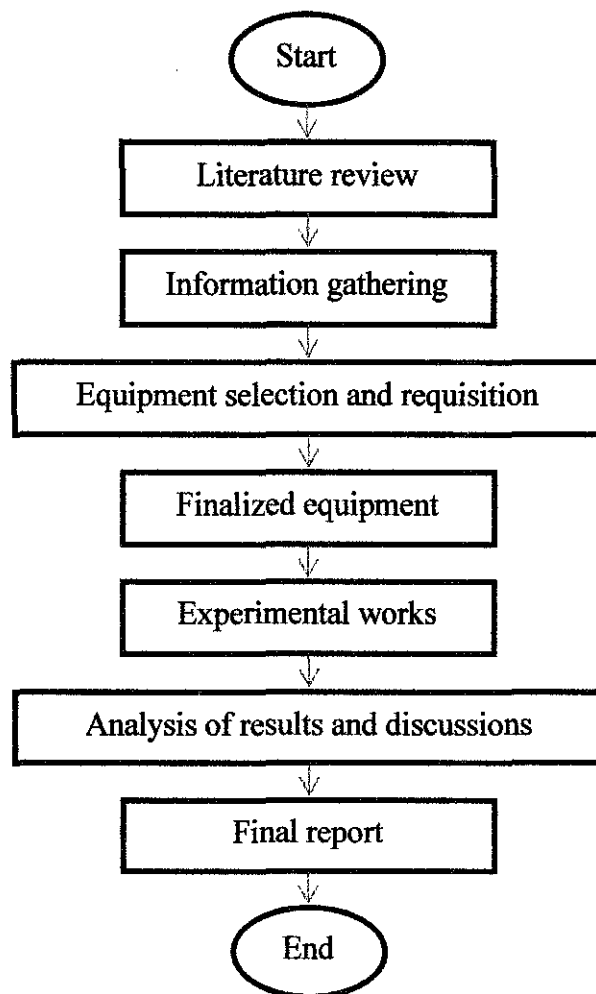 Start
Literature review
Information gathering
Equipment selection and requisition
Finalized equipment
Experimental works
Analysis of results and discussions
Final report
End